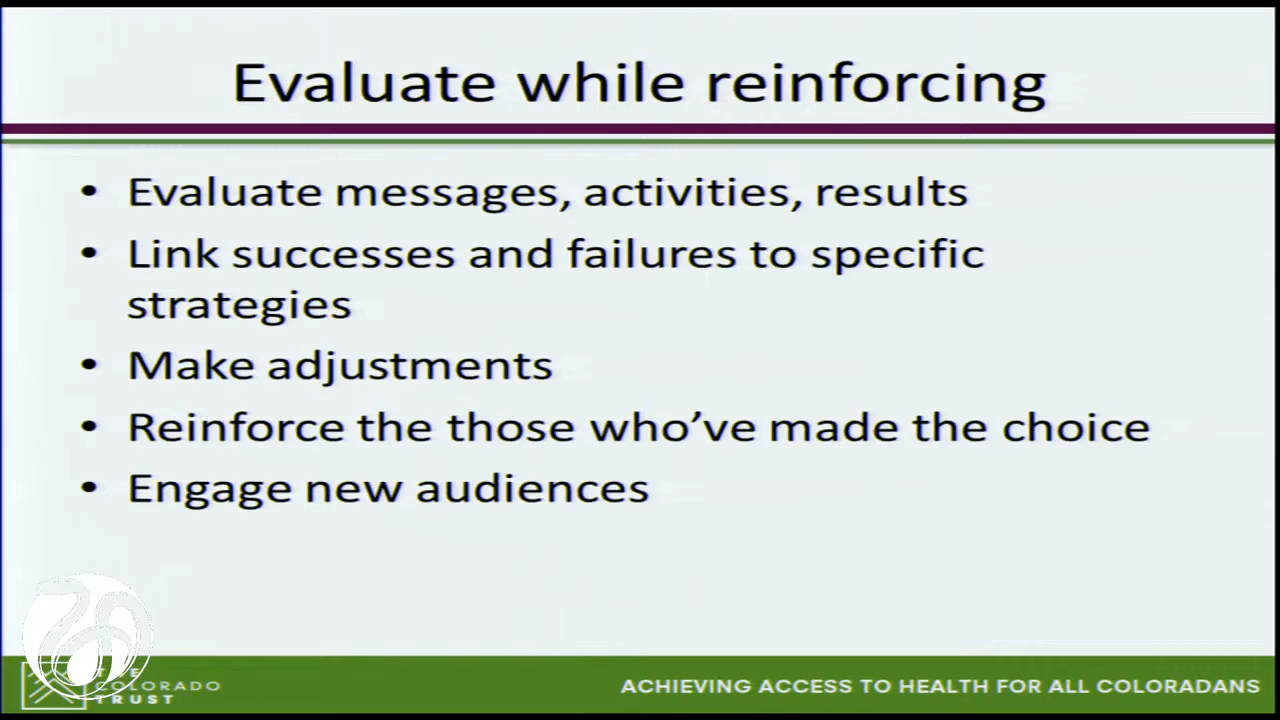 Evaluate while reinforcing
• Evaluate messages, activities, results
• Link successes and failures to specific
strategies
• Make adjustments
• Reinforce the those who’ve made the choice
• Engage new audiences
THE
COLORADO
TRUST
ACHIEVING ACCESS TO HEALTH FOR ALL COLORADANS